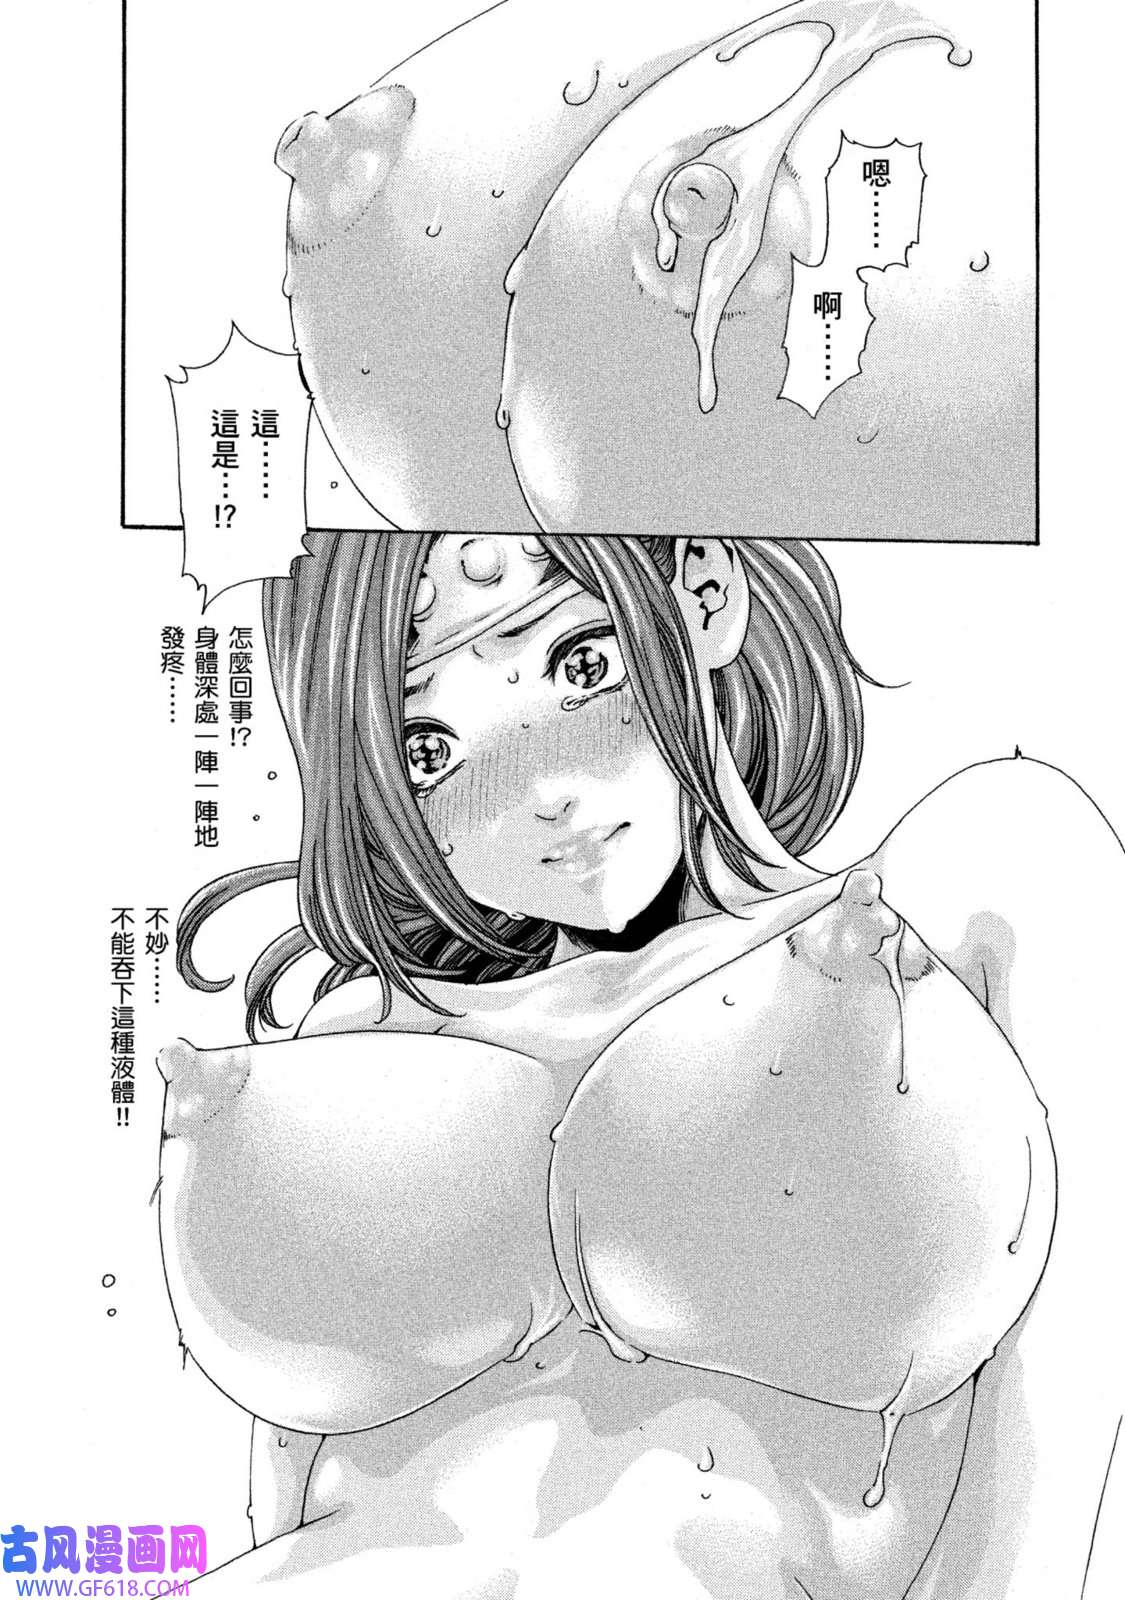 嗯……
啊……
這……
這是…!?
怎麼回事!?
身體深處一陣一陣地
發疼……
不妙……
不能吞下這種液體!!
古风漫画网
WWW.GF618.COM